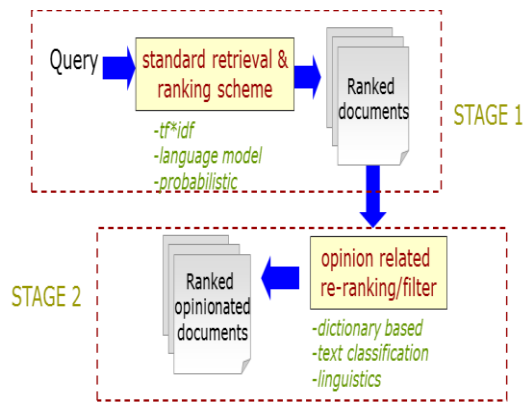 Query
standard retrieval &
ranking scheme
-tf*idf
-language model
-probabilistic
Ranked
documents
STAGE 1
STAGE 2
opinion related
re-ranking/filter
-dictionary based
-text classification
-linguistics
Ranked
opinionated
documents